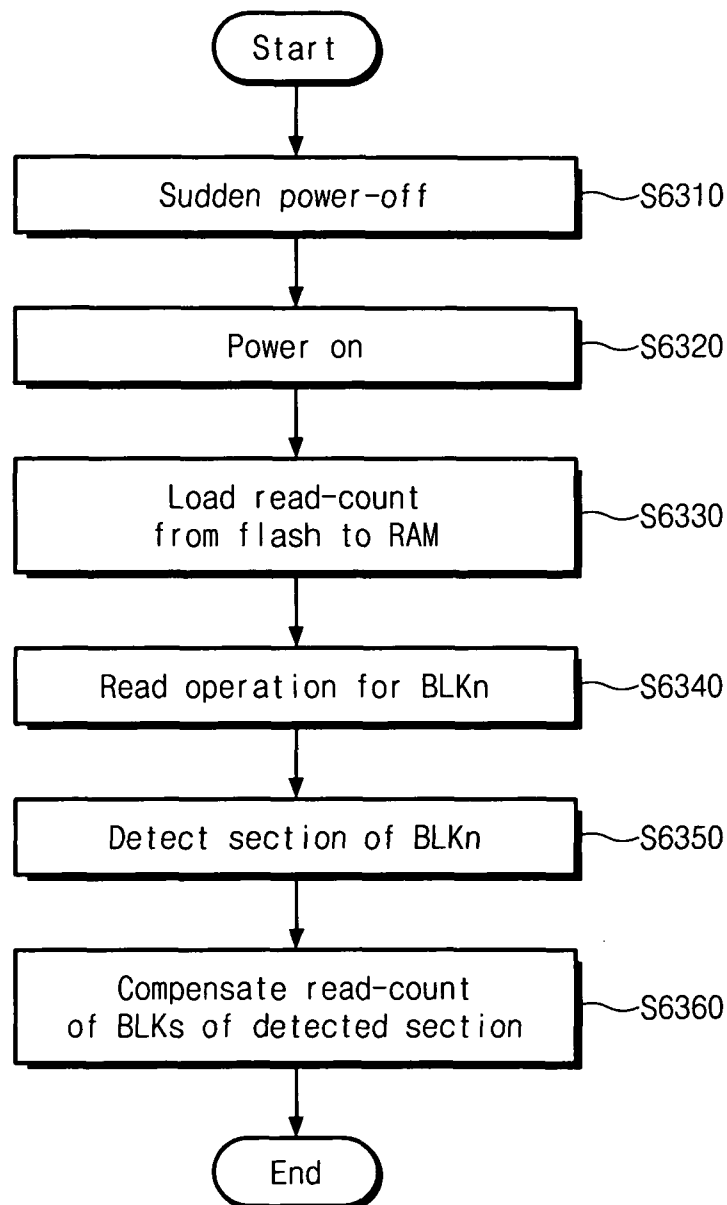 Start
Sudden power-off
S6310
Power on
S6320
Load read-count
from flash to RAM
S6330
Read operation for BLKn
S6340
Detect section of BLKn
S6350
Compensate read-count
of BLKs of detected section
S6360
End